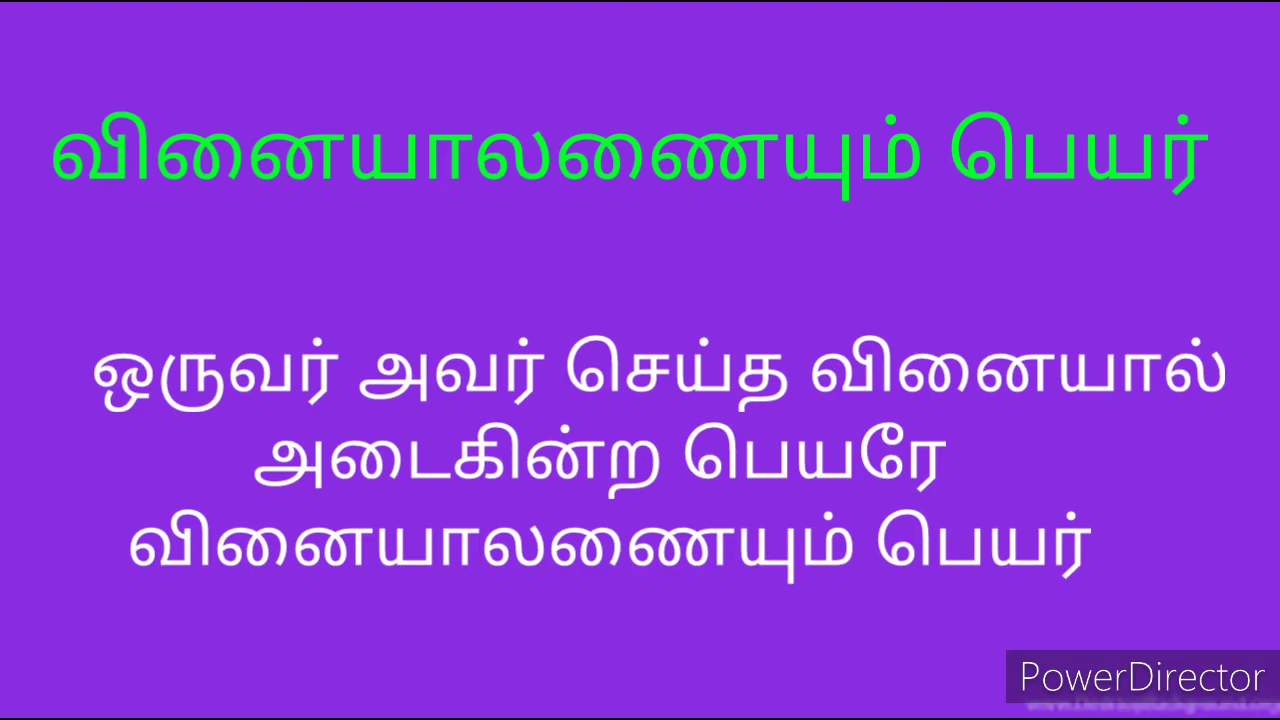 வினையாலணையும் பெயர்
ஒருவர் அவர் செய்த வினையால்
அடைகின்ற பெயரே
வினையாலணையும் பெயர்
PowerDirector